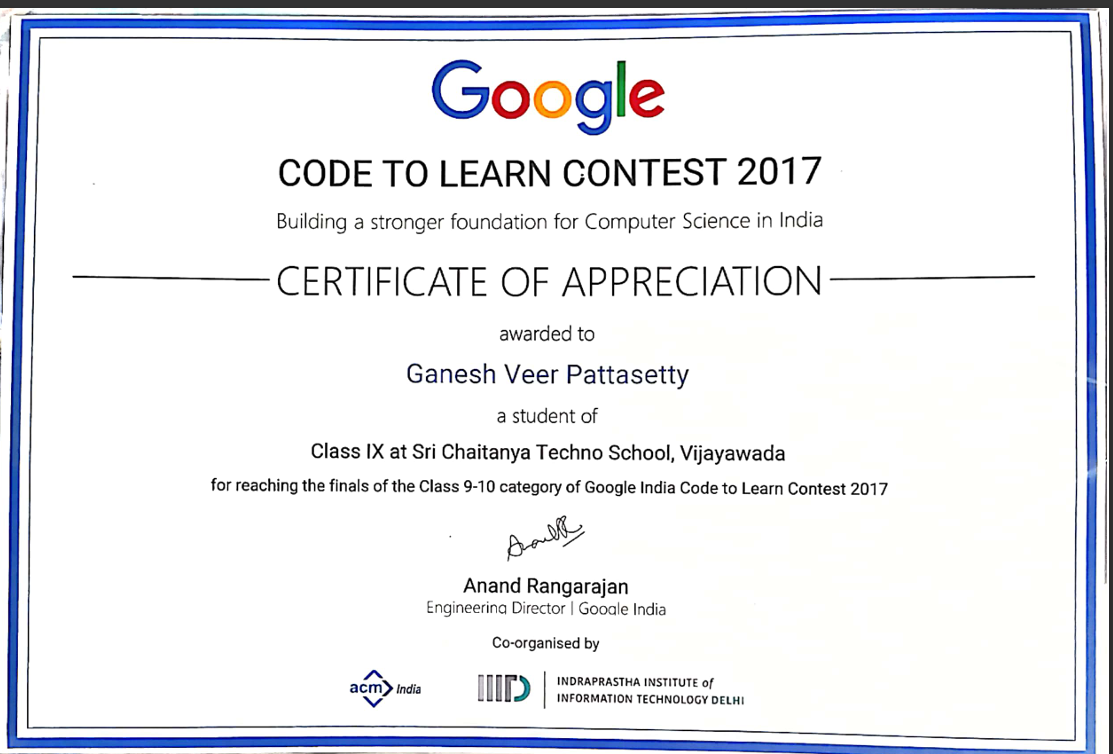 Google
CODE TO LEARN CONTEST 2017
Building a stronger foundation for Computer Science in India
CERTIFICATE OF APPRECIATION
awarded to
Ganesh Veer Pattasetty
a student of
Class IX at Sri Chaitanya Techno School, Vijayawada
for reaching the finals of the Class 9-10 category of Google India Code to Learn Contest 2017
Anand Rangarajan
Engineering Director | Google India
Co-organised by
acm India
IIITD
INDRAPRASTHA INSTITUTE of
INFORMATION TECHNOLOGY DELHI